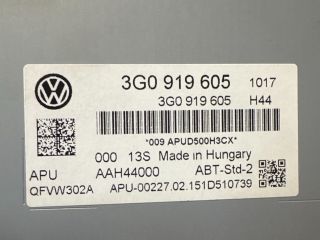 3G0 919 605 1017
3G0 919 605 H44
*009 APUD500H3CX*
000 13S Made in Hungary
APU AAH44000 ABT-Std-2
QFVW302A APU-00227.02.151D510739